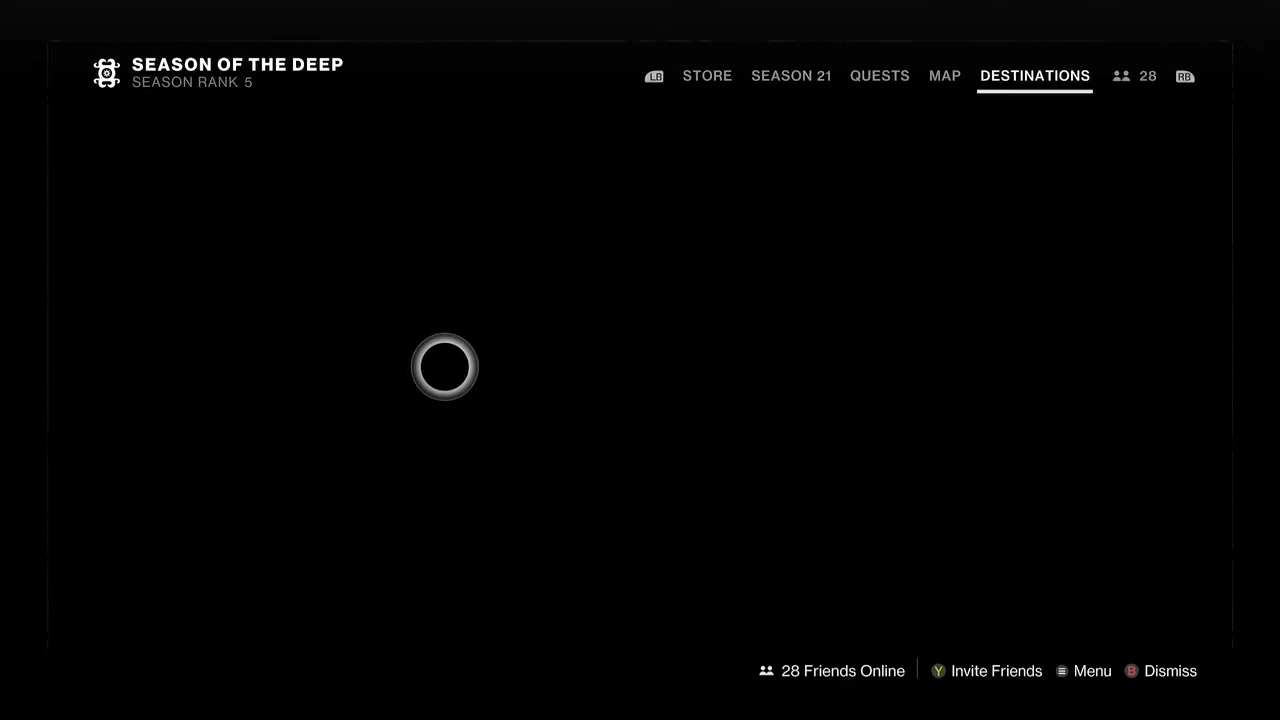 SEASON OF THE DEEP
SEASON RANK 5
LB STORE SEASON 21 QUESTS MAP DESTINATIONS 28 RB
28 Friends Online Y Invite Friends Menu B Dismiss